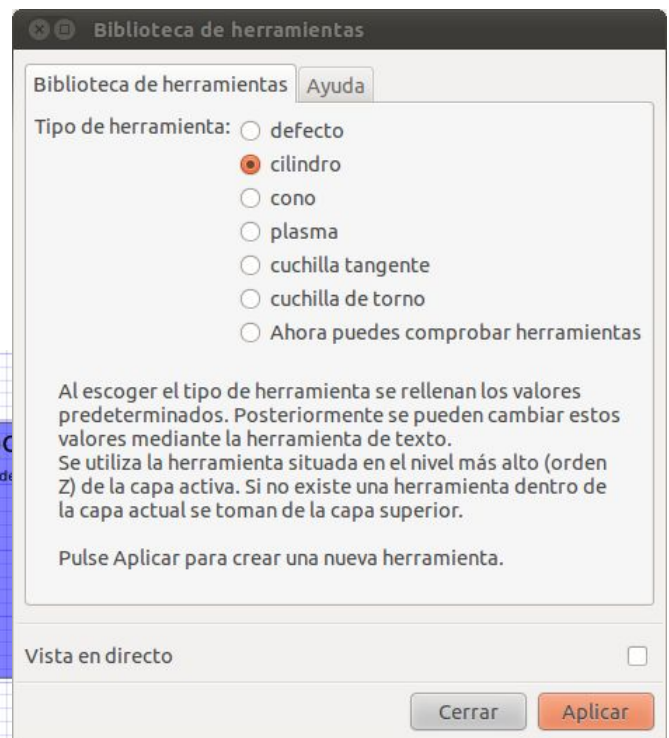 Biblioteca de herramientas
Biblioteca de herramientas Ayuda
Tipo de herramienta: defecto
cilindro
cono
plasma
cuchilla tangente
cuchilla de torno
Ahora puedes comprobar herramientas
Al escoger el tipo de herramienta se rellenan los valores
predeterminados. Posteriormente se pueden cambiar estos
valores mediante la herramienta de texto.
Se utiliza la herramienta situada en el nivel más alto (orden
Z) de la capa activa. Si no existe una herramienta dentro de
la capa actual se toman de la capa superior.
Pulse Aplicar para crear una nueva herramienta.
Vista en directo
Cerrar Aplicar